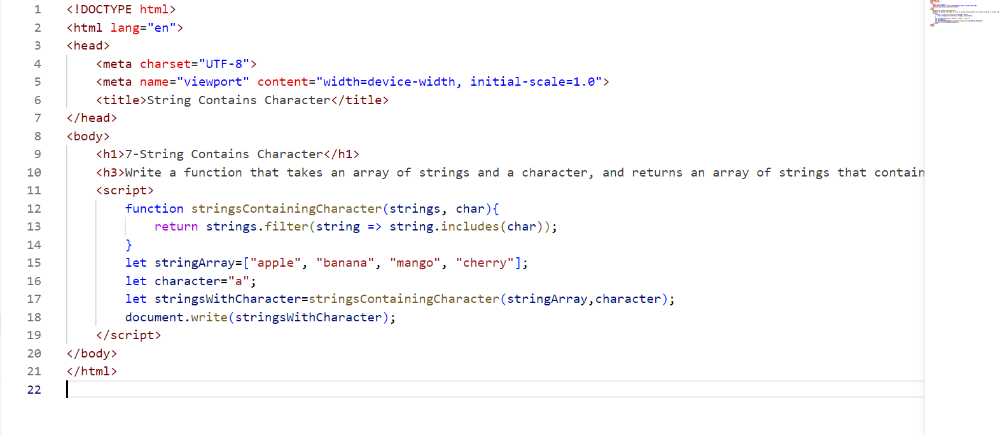 1 <!DOCTYPE html>
2 <html lang="en">
3 <head>
4 <meta charset="UTF-8">
5 <meta name="viewport" content="width=device-width, initial-scale=1.0">
6 <title>String Contains Character</title>
7 </head>
8 <body>
9 <h1>7-String Contains Character</h1>
10 <h3>Write a function that takes an array of strings and a character, and returns an array of strings that contain
11 <script>
12 function stringsContainingCharacter(strings, char){
13 return strings.filter(string => string.includes(char));
14 }
15 let stringArray=["apple", "banana", "mango", "cherry"];
16 let character="a";
17 let stringsWithCharacter=stringsContainingCharacter(stringArray,character);
18 document.write(stringsWithCharacter);
19 </script>
20 </body>
21 </html>
22